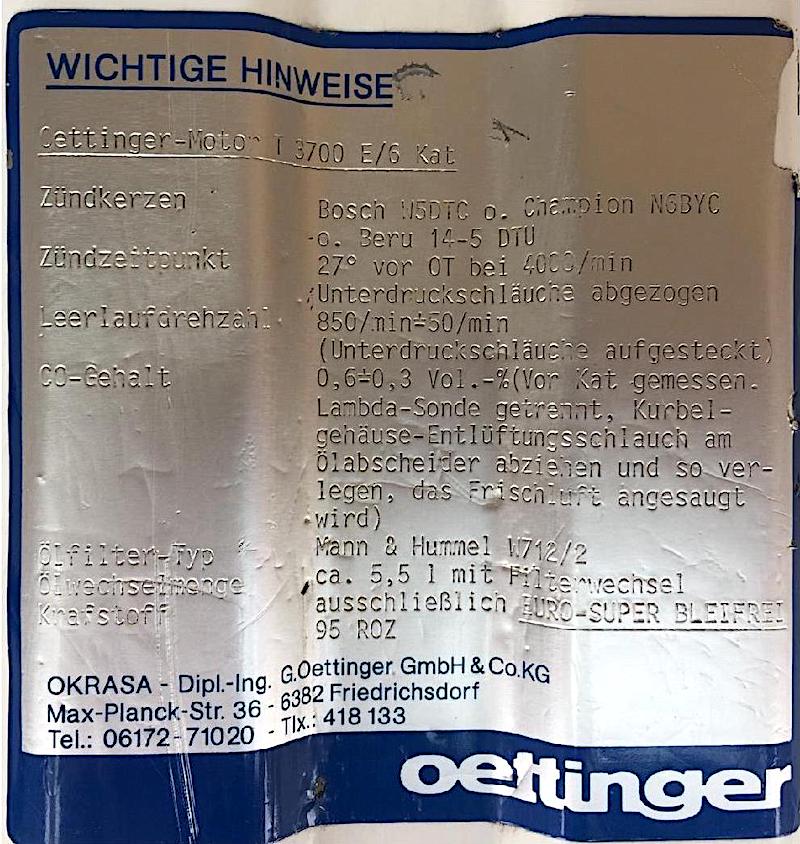 WICHTIGE HINWEISE
Oettinger-Motor T 3700 E/6 Kat
Zündkerzen Bosch W5DTC o. Champion N6BYC
o. Beru 14-5 DTU
Zündzeitpunkt 27° vor OT bei 4000/min
Unterdruckschläuche abgezogen
Leerlaufdrehzahl 850/min±50/min
(Unterdruckschläuche aufgesteckt)
CO-Gehalt 0,6±0,3 Vol.-%(Vor Kat gemessen.
Lambda-Sonde getrennt, Kurbel-
gehäuse-Entlüftungsschlauch am
Ölabscheider abziehen und so ver-
legen, das Frischluft angesaugt
wird)
Ölfilter-Typ Mann & Hummel W712/2
Ölwechselmenge ca. 5,5 l mit Filterwechsel
Krafstoff ausschließlich EURO-SUPER BLEIFREI
95 ROZ
OKRASA - Dipl.-Ing. G.Oettinger GmbH & Co.KG
Max-Planck-Str. 36 - 6382 Friedrichsdorf
Tel.: 06172-71020 - Tlx.: 418 133
oettinger